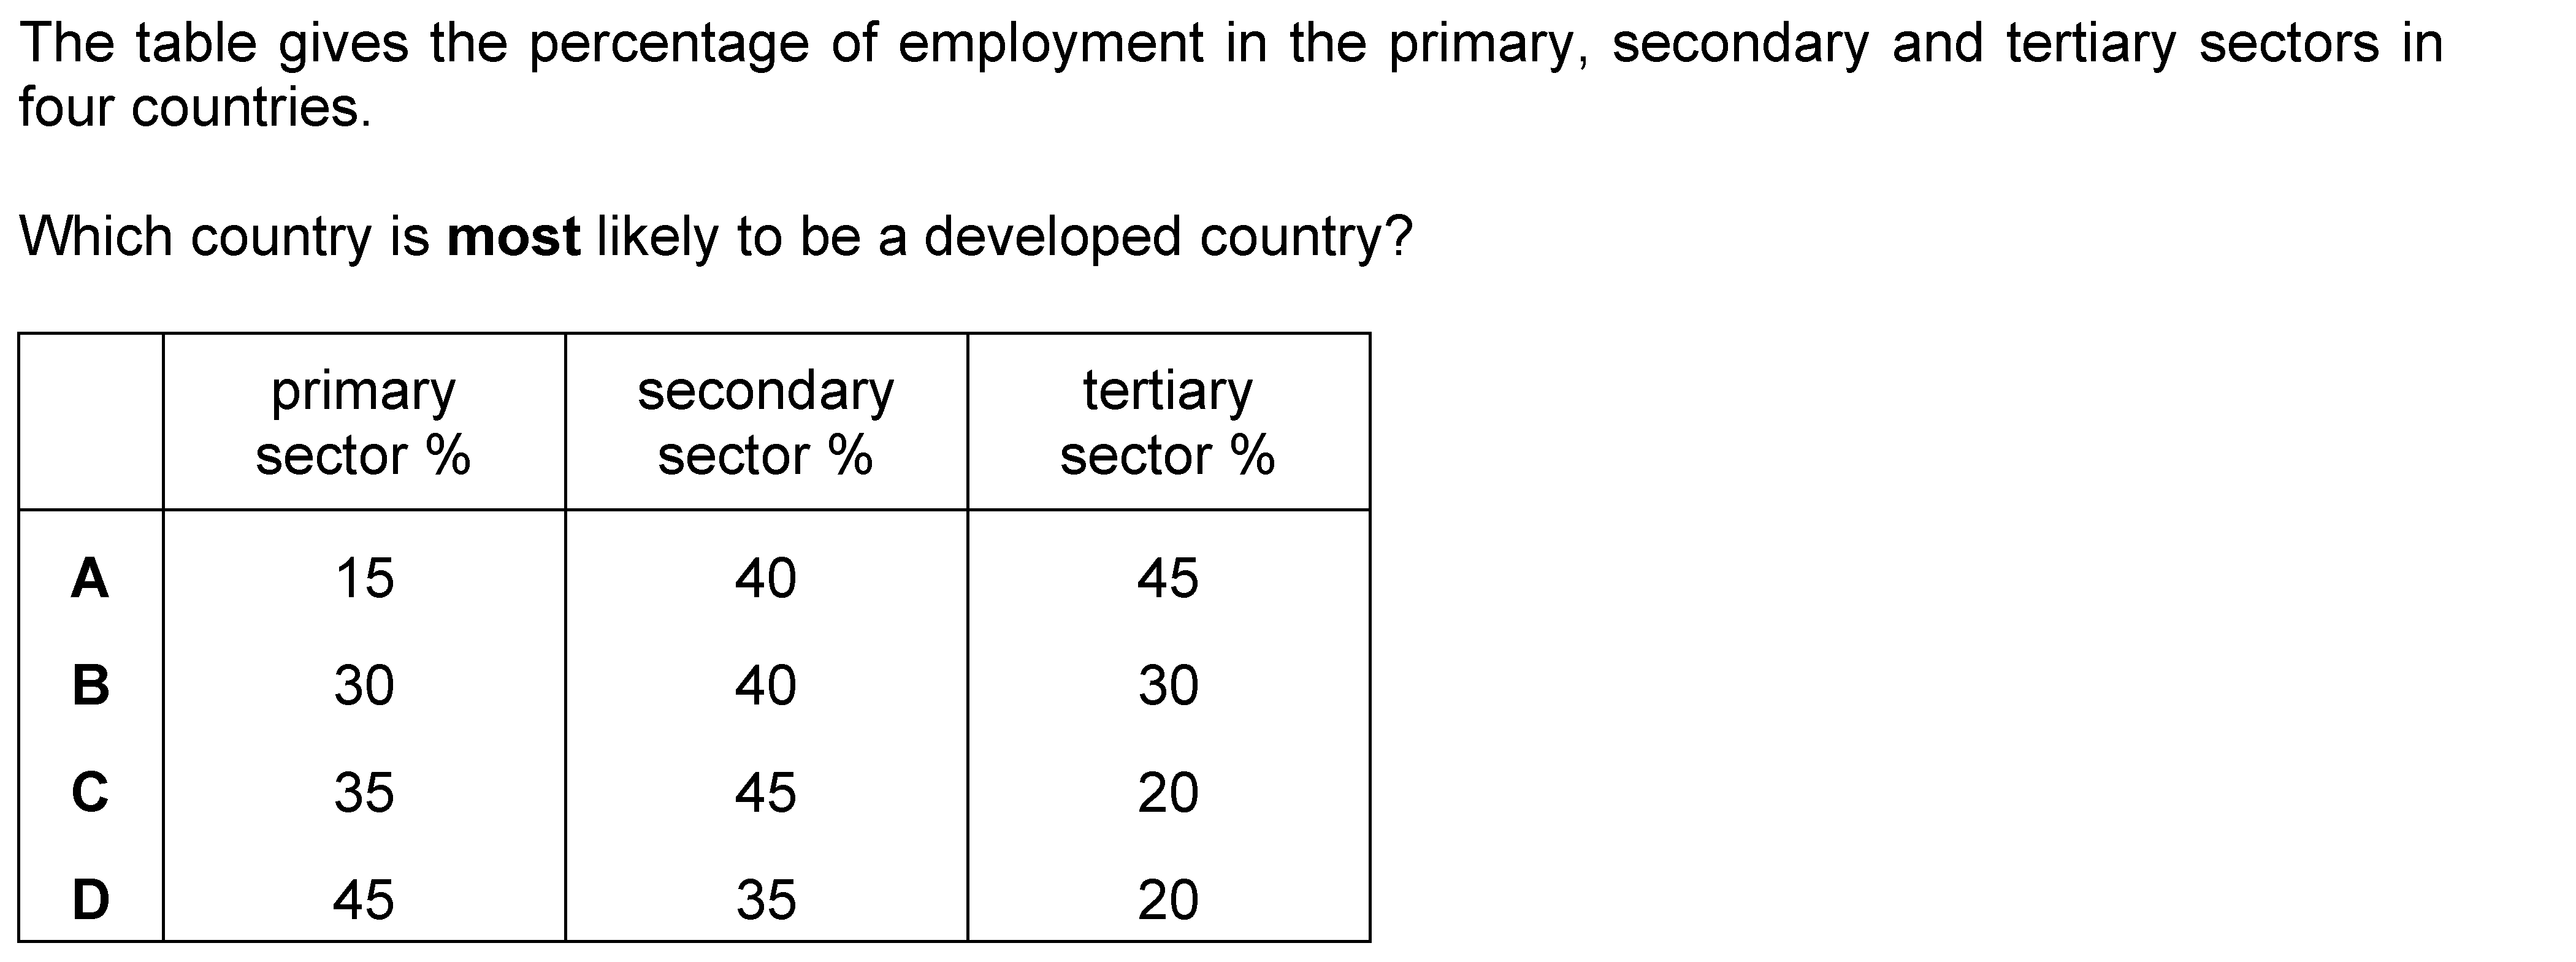 The table gives the percentage of employment in the primary, secondary and tertiary sectors in
four countries.
Which country is most likely to be a developed country?
primary sector % secondary sector % tertiary sector %
A 15 40 45
B 30 40 30
C 35 45 20
D 45 35 20